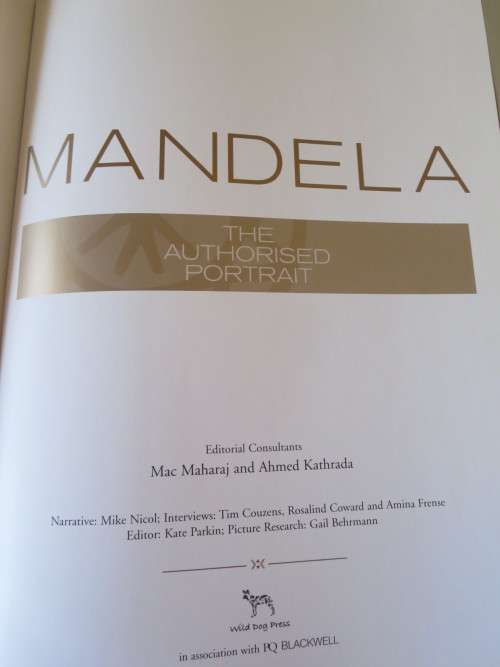 MANDELA
THE
AUTHORISED
PORTRAIT
Editorial Consultants
Mac Maharaj and Ahmed Kathrada
Narrative: Mike Nicol; Interviews: Tim Couzens, Rosalind Coward and Amina Frense
Editor: Kate Parkin; Picture Research: Gail Behrmann
Wild Dog Press
in association with PQ BLACKWELL